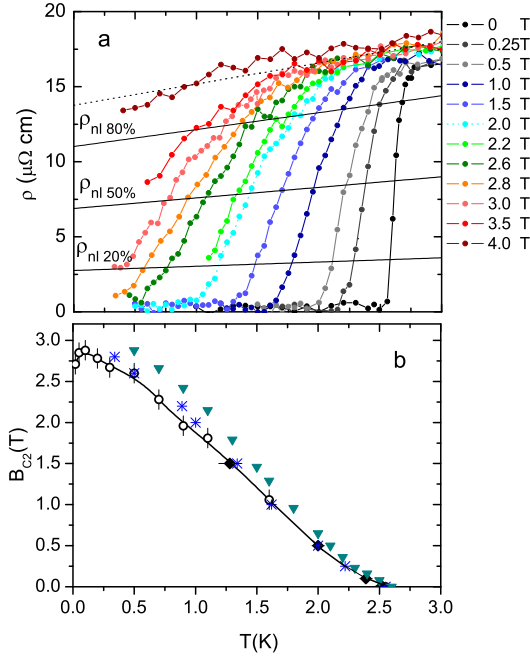 20
15
10
5
0
ρ (μΩ cm)
a
ρnl 80%
ρnl 50%
ρnl 20%
0 T
0.25T
0.5 T
1.0 T
1.5 T
2.0 T
2.2 T
2.6 T
2.8 T
3.0 T
3.5 T
4.0 T
3.0
2.5
2.0
1.5
1.0
0.5
0.0
BC2(T)
b
0.0 0.5 1.0 1.5 2.0 2.5 3.0
T(K)